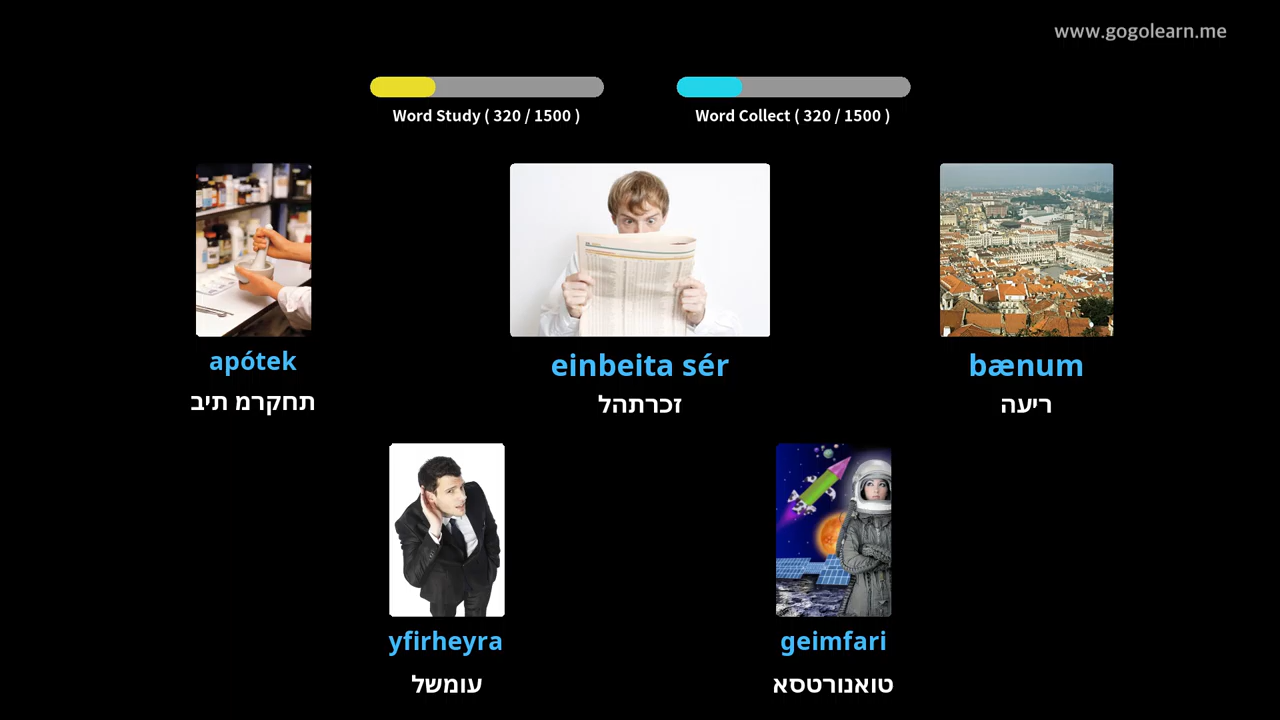 www.gogolearn.me
Word Study ( 320 / 1500 )
Word Collect ( 320 / 1500 )
apótek
תחקרמ תיב
einbeita sér
זכרתהל
bænum
ריעה
yfirheyra
עומשל
geimfari
טואנורטסא